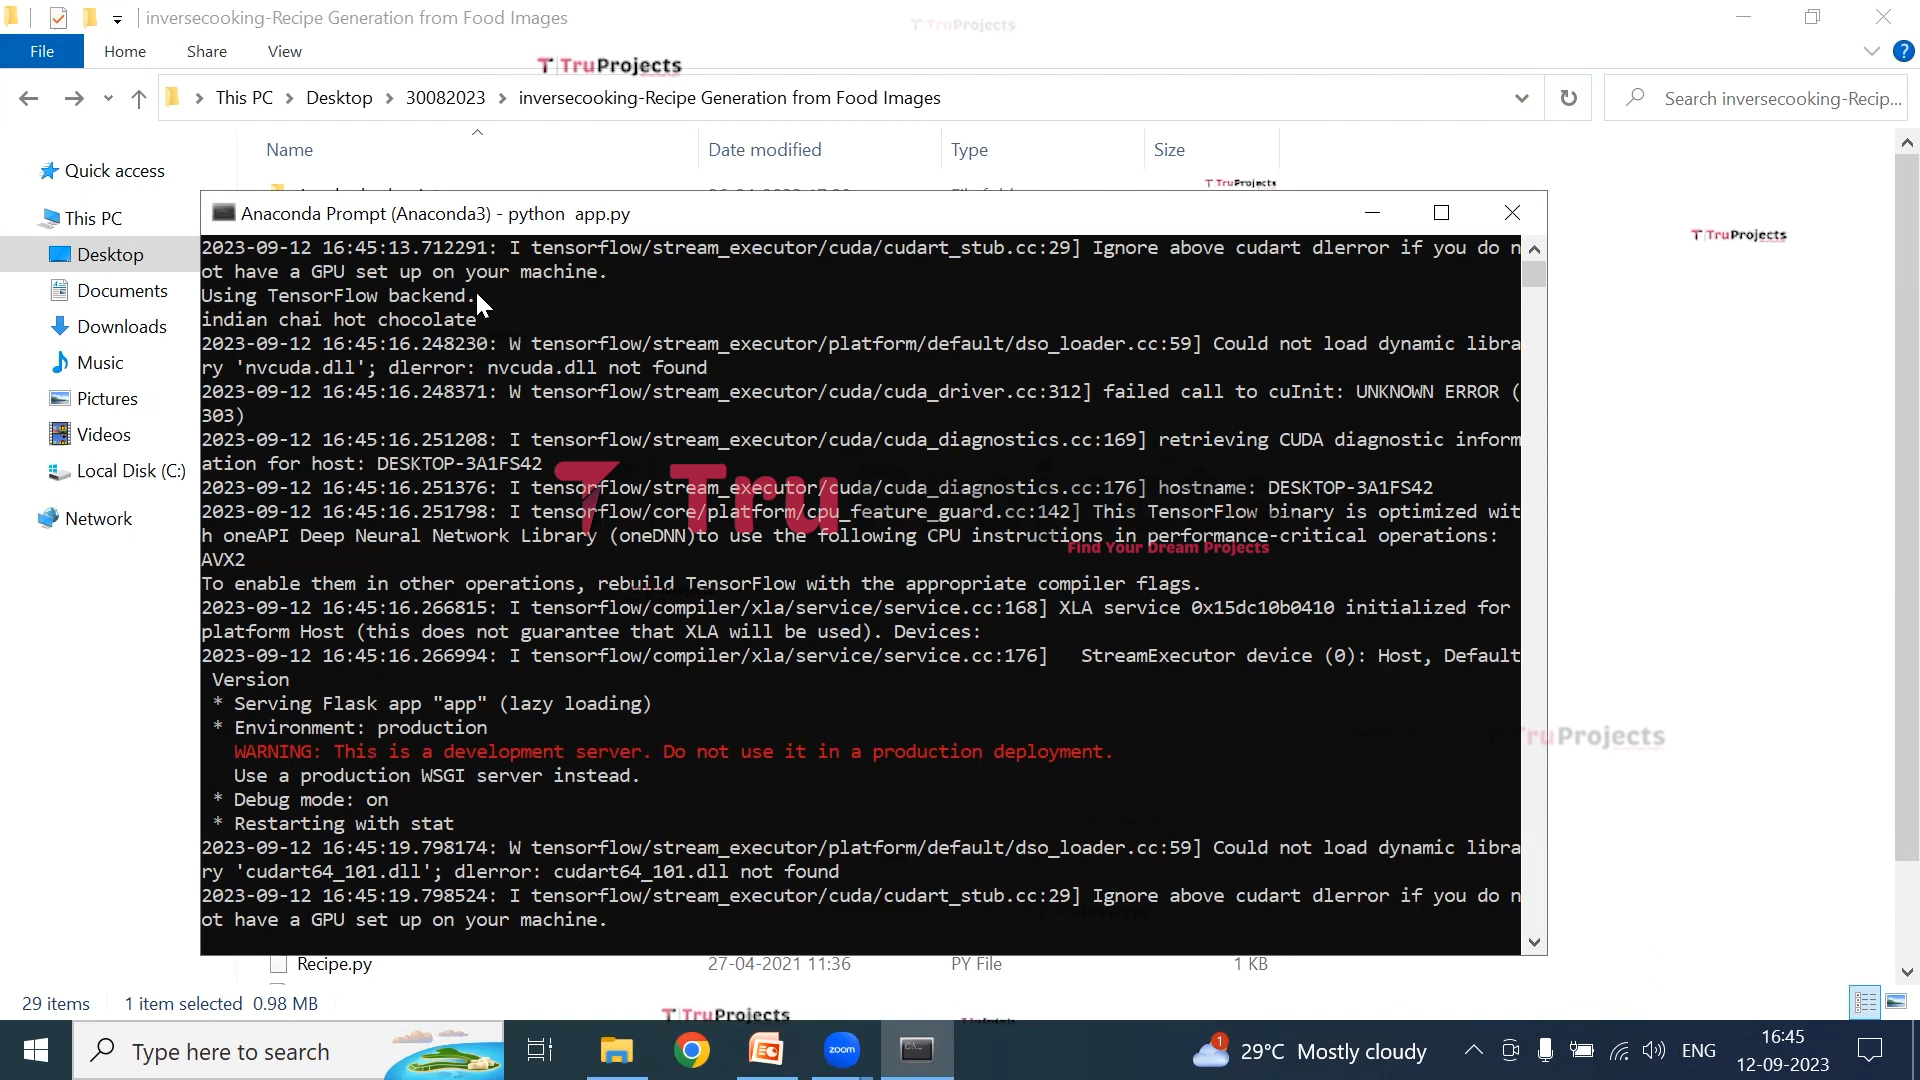 inversecooking-Recipe Generation from Food Images
TruProjects
File Home Share View
TruProjects
This PC Desktop 30082023 inversecooking-Recipe Generation from Food Images
Search inversecooking-Recip...
Name Date modified Type Size
Quick access
This PC
Desktop
Documents
Downloads
Music
Pictures
Videos
Local Disk (C:)
Network
TruProjects
TruProjects
Anaconda Prompt (Anaconda3) - python app.py
2023-09-12 16:45:13.712291: I tensorflow/stream_executor/cuda/cudart_stub.cc:29] Ignore above cudart dlerror if you do n
ot have a GPU set up on your machine.
Using TensorFlow backend.
indian chai hot chocolate
2023-09-12 16:45:16.248230: W tensorflow/stream_executor/platform/default/dso_loader.cc:59] Could not load dynamic libra
ry 'nvcuda.dll'; dlerror: nvcuda.dll not found
2023-09-12 16:45:16.248371: W tensorflow/stream_executor/cuda/cuda_driver.cc:312] failed call to cuInit: UNKNOWN ERROR (
303)
2023-09-12 16:45:16.251208: I tensorflow/stream_executor/cuda/cuda_diagnostics.cc:169] retrieving CUDA diagnostic inform
ation for host: DESKTOP-3A1FS42
2023-09-12 16:45:16.251376: I tensorflow/stream_executor/cuda/cuda_diagnostics.cc:176] hostname: DESKTOP-3A1FS42
2023-09-12 16:45:16.251798: I tensorflow/core/platform/cpu_feature_guard.cc:142] This TensorFlow binary is optimized wit
h oneAPI Deep Neural Network Library (oneDNN)to use the following CPU instructions in performance-critical operations:
AVX2
To enable them in other operations, rebuild TensorFlow with the appropriate compiler flags.
2023-09-12 16:45:16.266815: I tensorflow/compiler/xla/service/service.cc:168] XLA service 0x15dc10b0410 initialized for
platform Host (this does not guarantee that XLA will be used). Devices:
2023-09-12 16:45:16.266994: I tensorflow/compiler/xla/service/service.cc:176]   StreamExecutor device (0): Host, Default
Version
* Serving Flask app "app" (lazy loading)
* Environment: production
WARNING: This is a development server. Do not use it in a production deployment.
Use a production WSGI server instead.
* Debug mode: on
* Restarting with stat
2023-09-12 16:45:19.798174: W tensorflow/stream_executor/platform/default/dso_loader.cc:59] Could not load dynamic libra
ry 'cudart64_101.dll'; dlerror: cudart64_101.dll not found
2023-09-12 16:45:19.798524: I tensorflow/stream_executor/cuda/cudart_stub.cc:29] Ignore above cudart dlerror if you do n
ot have a GPU set up on your machine.
Tru
Find Your Dream Projects
TruProjects
Recipe.py 27-04-2021 11:36 PY File 1 KB
29 items 1 item selected 0.98 MB
TruProjects
Type here to search
zoom
1
29°C Mostly cloudy
ENG
16:45
12-09-2023